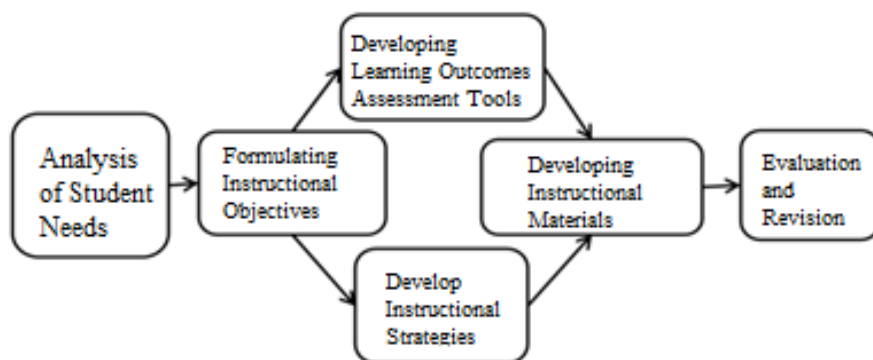 Analysis
of Student
Needs
Formulating
Instructional
Objectives
Developing
Learning Outcomes
Assessment Tools
Develop
Instructional
Strategies
Developing
Instructional
Materials
Evaluation
and
Revision